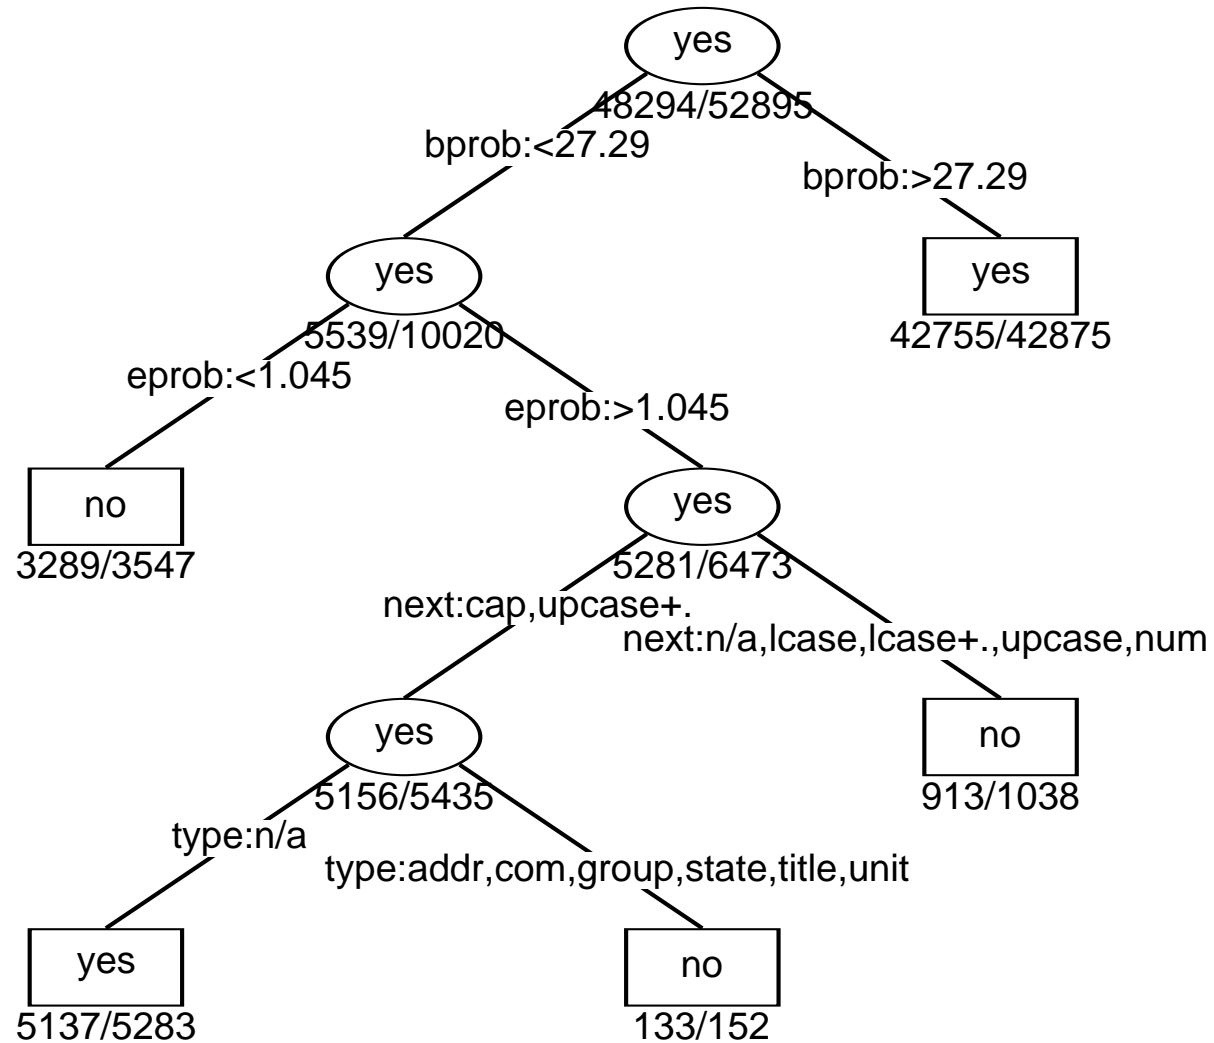 yes
48294/52895
bprob:<27.29
bprob:>27.29
yes
5539/10020
yes
42755/42875
eprob:<1.045
eprob:>1.045
no
3289/3547
yes
5281/6473
next:cap,upcase+.
next:n/a,lcase,lcase+.,upcase,num
yes
5156/5435
no
913/1038
type:n/a
type:addr,com,group,state,title,unit
yes
5137/5283
no
133/152